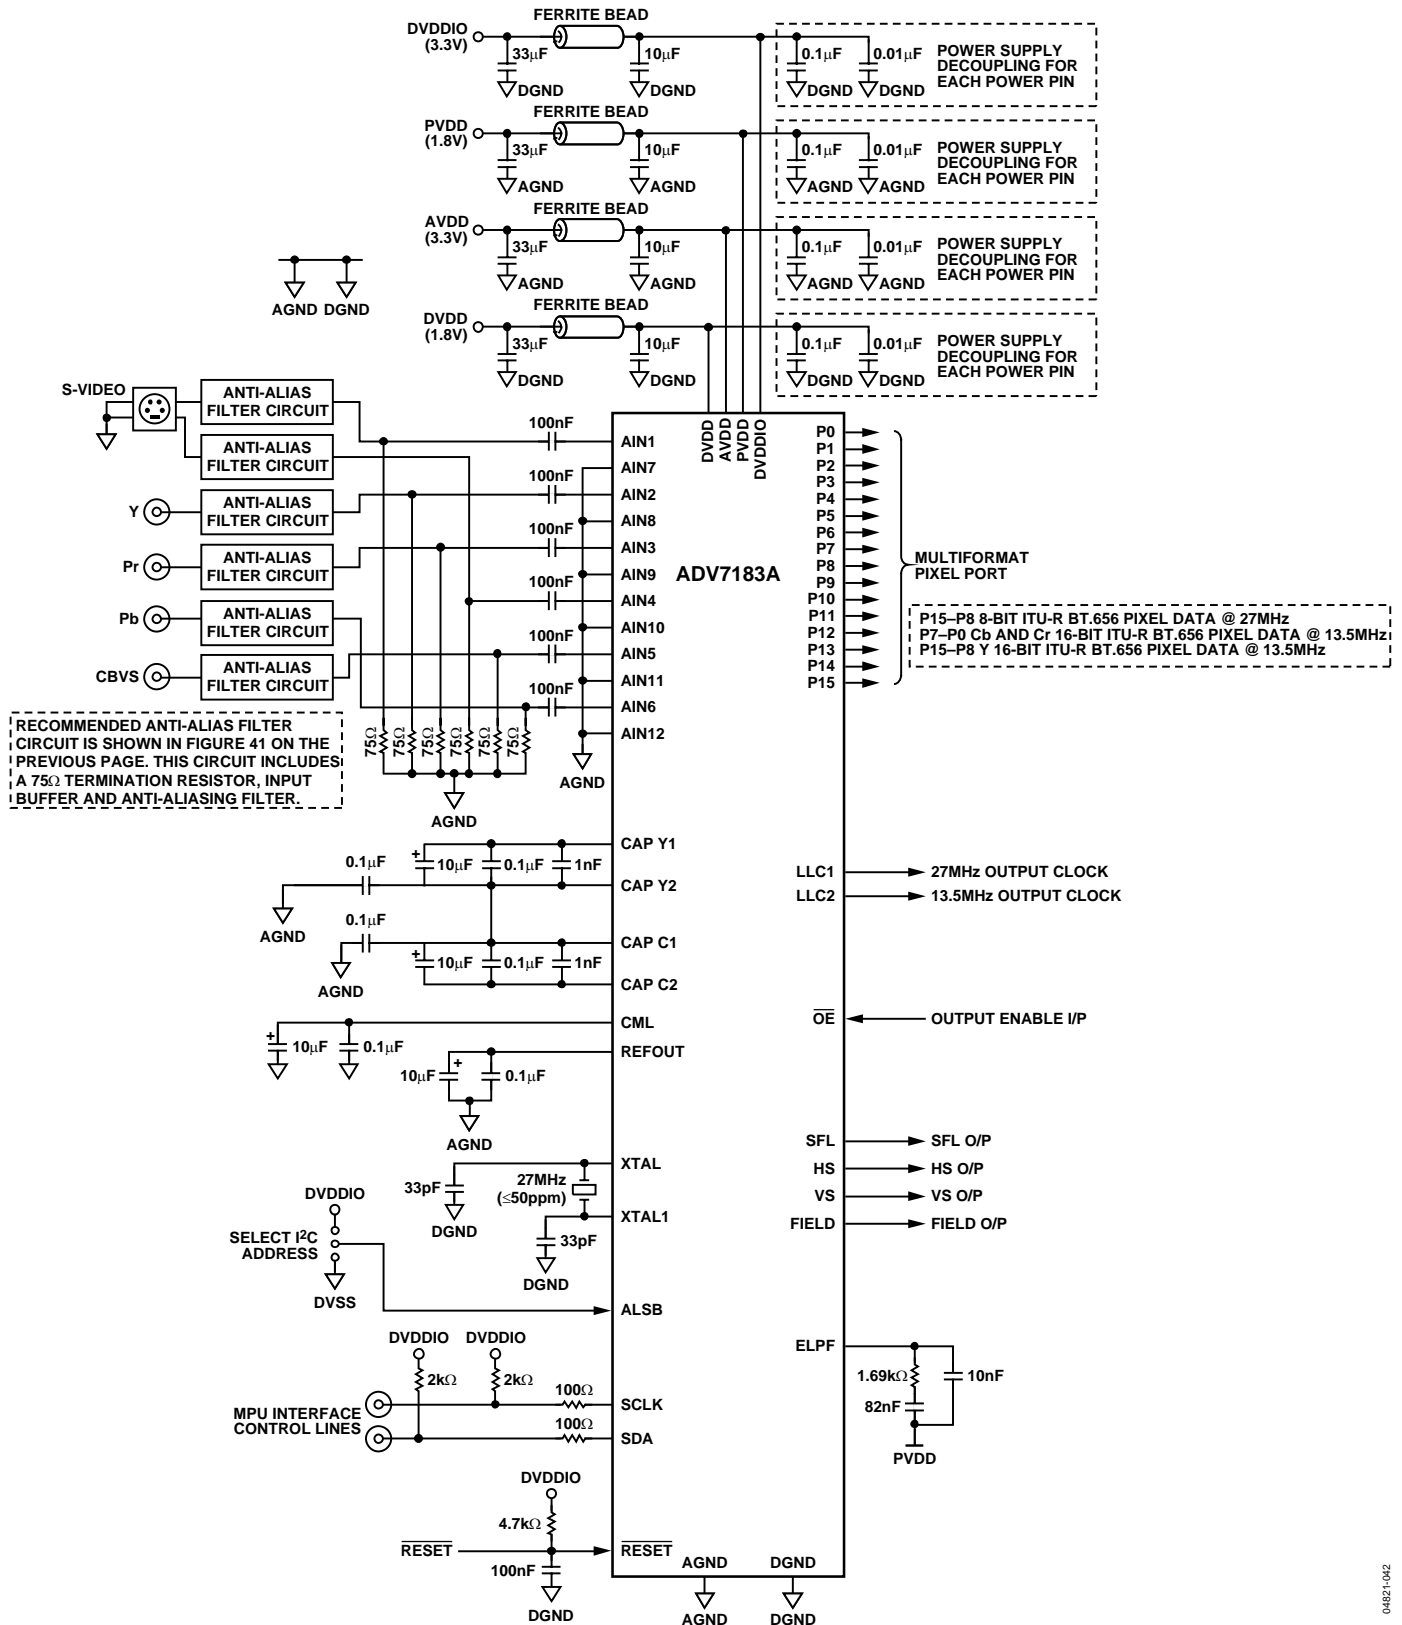 FERRITE BEAD
DVDDIO
(3.3V)
33µF
10µF
0.1µF
0.01µF
DGND
DGND
DGND
DGND
POWER SUPPLY
DECOUPLING FOR
EACH POWER PIN
FERRITE BEAD
PVDD
(1.8V)
33µF
10µF
0.1µF
0.01µF
AGND
AGND
AGND
AGND
POWER SUPPLY
DECOUPLING FOR
EACH POWER PIN
FERRITE BEAD
AVDD
(3.3V)
33µF
10µF
0.1µF
0.01µF
AGND
AGND
AGND
AGND
POWER SUPPLY
DECOUPLING FOR
EACH POWER PIN
AGND DGND
FERRITE BEAD
DVDD
(1.8V)
33µF
10µF
0.1µF
0.01µF
DGND
DGND
DGND
DGND
POWER SUPPLY
DECOUPLING FOR
EACH POWER PIN
S-VIDEO
ANTI-ALIAS
FILTER CIRCUIT
ANTI-ALIAS
FILTER CIRCUIT
Y
ANTI-ALIAS
FILTER CIRCUIT
Pr
ANTI-ALIAS
FILTER CIRCUIT
Pb
ANTI-ALIAS
FILTER CIRCUIT
CBVS
ANTI-ALIAS
FILTER CIRCUIT
RECOMMENDED ANTI-ALIAS FILTER
CIRCUIT IS SHOWN IN FIGURE 41 ON THE
PREVIOUS PAGE. THIS CIRCUIT INCLUDES
A 75Ω TERMINATION RESISTOR, INPUT
BUFFER AND ANTI-ALIASING FILTER.
100nF
100nF
100nF
100nF
100nF
100nF
75Ω
75Ω
75Ω
75Ω
75Ω
75Ω
AGND
AGND
DVDD
AVDD
PVDD
DVDDIO
AIN1
AIN7
AIN2
AIN8
AIN3
AIN9
AIN4
AIN10
AIN5
AIN11
AIN6
AIN12
ADV7183A
P0
P1
P2
P3
P4
P5
P6
P7
P8
P9
P10
P11
P12
P13
P14
P15
MULTIFORMAT
PIXEL PORT
P15–P8 8-BIT ITU-R BT.656 PIXEL DATA @ 27MHz
P7–P0 Cb AND Cr 16-BIT ITU-R BT.656 PIXEL DATA @ 13.5MHz
P15–P8 Y 16-BIT ITU-R BT.656 PIXEL DATA @ 13.5MHz
CAP Y1
0.1µF
+
10µF
0.1µF
1nF
CAP Y2
AGND
0.1µF
CAP C1
+
10µF
0.1µF
1nF
AGND
CAP C2
CML
+
10µF
0.1µF
REFOUT
10µF
+
0.1µF
AGND
LLC1
27MHz OUTPUT CLOCK
LLC2
13.5MHz OUTPUT CLOCK
OE
OUTPUT ENABLE I/P
SFL
SFL O/P
HS
HS O/P
VS
VS O/P
FIELD
FIELD O/P
XTAL
33pF
27MHz
(≤50ppm)
DGND
XTAL1
33pF
DGND
DVDDIO
SELECT I²C
ADDRESS
DVSS
ALSB
DVDDIO
DVDDIO
2kΩ
2kΩ
100Ω
SCLK
MPU INTERFACE
CONTROL LINES
100Ω
SDA
ELPF
1.69kΩ
10nF
82nF
PVDD
DVDDIO
4.7kΩ
RESET
RESET
100nF
DGND
AGND
DGND
AGND
DGND
04821-042